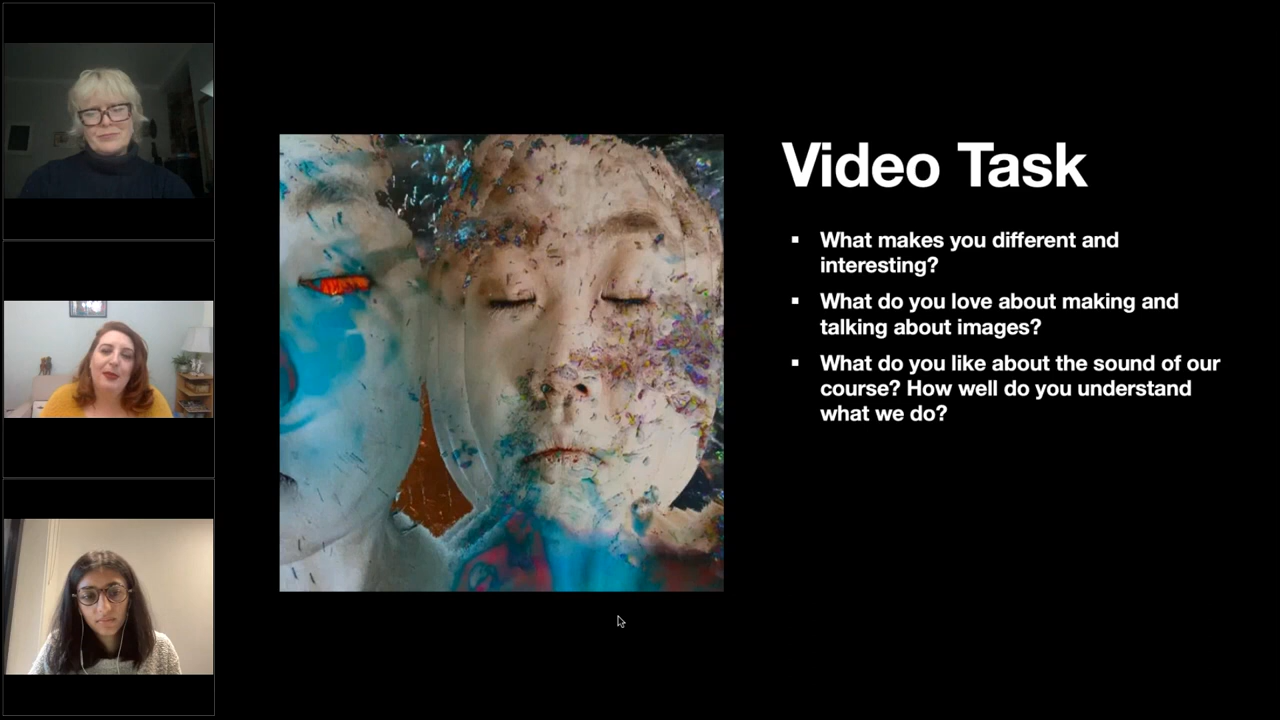 Video Task
▪ What makes you different and
interesting?
▪ What do you love about making and
talking about images?
▪ What do you like about the sound of our
course? How well do you understand
what we do?